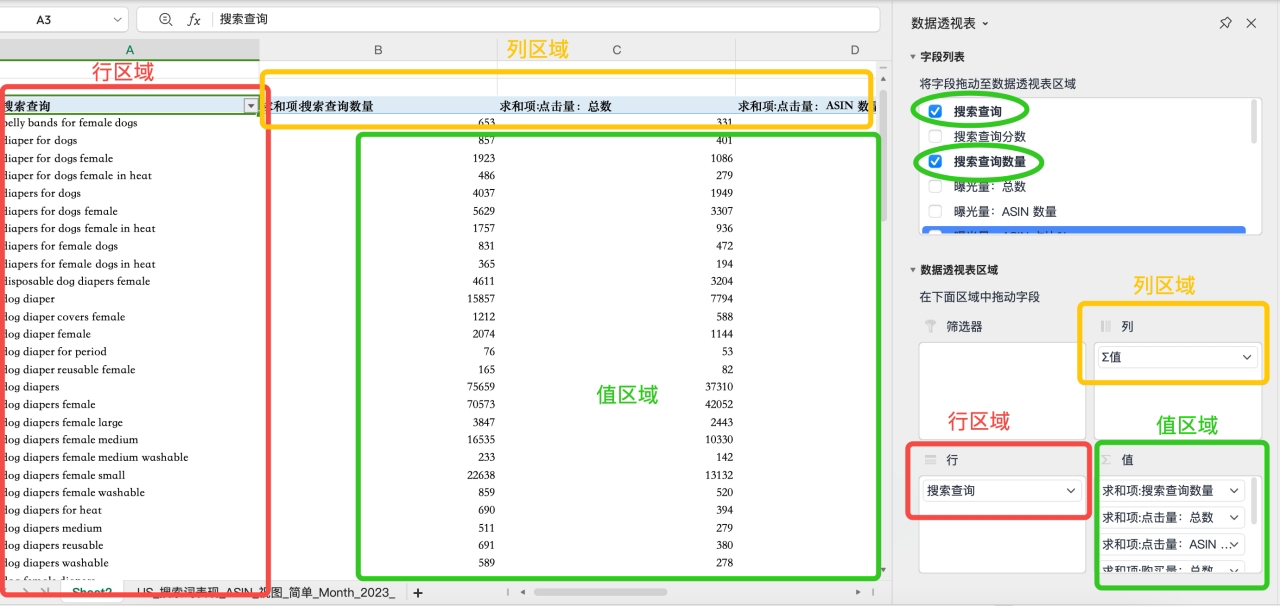 A3
fx
搜索查询
A
B
列区域
C
D
行区域
搜索查询 求和项:搜索查询数量 求和项:点击量：总数 求和项:点击量：ASIN 数量
belly bands for female dogs 653 331
diaper for dogs 857 401
diaper for dogs female 1923 1086
diaper for dogs female in heat 486 279
diapers for dogs 4037 1949
diapers for dogs female 5629 3307
diapers for dogs female in heat 1757 936
diapers for female dogs 831 472
diapers for female dogs in heat 365 194
disposable dog diapers female 4611 3204
dog diaper 15857 7794
dog diaper covers female 1212 588
dog diaper female 2074 1144
dog diaper for period 76 53
dog diaper reusable female 165 82
dog diapers 75659 37310
dog diapers female 70573 42052
dog diapers female large 3847 2443
dog diapers female medium 16535 10330
dog diapers female medium washable 233 142
dog diapers female small 22638 13132
dog diapers female washable 859 520
dog diapers for heat 690 394
dog diapers medium 511 279
dog diapers reusable 691 380
dog diapers washable 589 278
值区域
Sheet2
US_搜索词表现_ASIN_视图_简单_Month_2023_
数据透视表
字段列表
将字段拖动至数据透视表区域
搜索查询
搜索查询分数
搜索查询数量
曝光量：总数
曝光量：ASIN 数量
数据透视表区域
在下面区域中拖动字段
列区域
筛选器
列
Σ值
行区域
值区域
行
搜索查询
Σ 值
求和项:搜索查询数量
求和项:点击量：总数
求和项:点击量：ASIN ...
求和项:购买量：总数